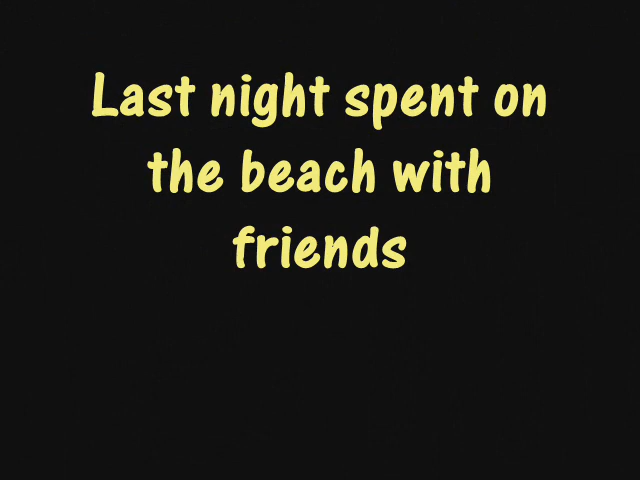 Last night spent on
the beach with
friends